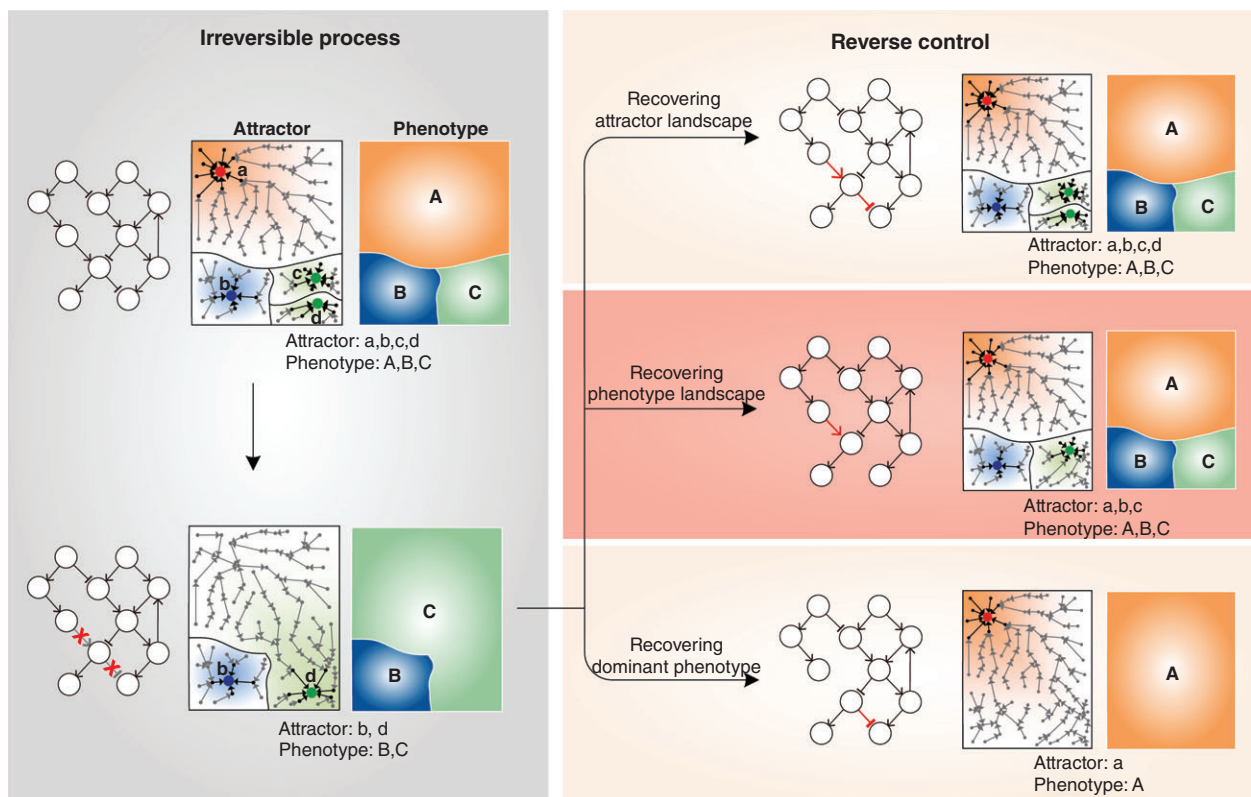 Irreversible process
Attractor
Phenotype
a
b
c
d
A
B
C
Attractor: a,b,c,d
Phenotype: A,B,C
b
d
C
B
Attractor: b, d
Phenotype: B,C
Reverse control
Recovering
attractor landscape
A
B
C
Attractor: a,b,c,d
Phenotype: A,B,C
Recovering
phenotype landscape
A
B
C
Attractor: a,b,c
Phenotype: A,B,C
Recovering
dominant phenotype
A
Attractor: a
Phenotype: A